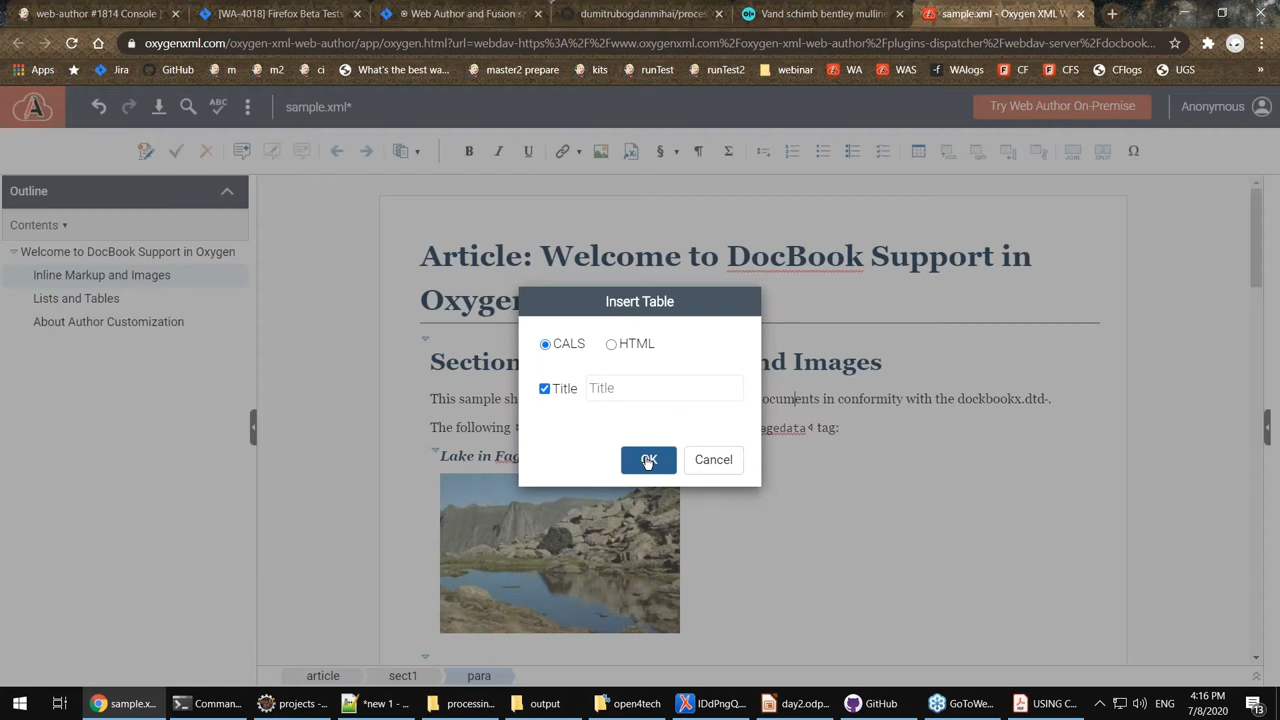 web-author #1814 Console
[WA-4018] Firefox Beta Tests
Web Author and Fusion s
dumitrubogdanmihai/proces
Vand schimb bentley mulline
sample.xml - Oxygen XML W
oxygenxml.com/oxygen-xml-web-author/app/oxygen.html?url=webdav-https%3A%2F%2Fwww.oxygenxml.com%2Foxygen-xml-web-author%2Fplugins-dispatcher%2Fwebdav-server%2Fdocbook...
Apps
Jira
GitHub
m
m2
ci
What's the best wa...
master2 prepare
kits
runTest
runTest2
webinar
WA
WAS
WAlogs
CF
CFS
CFlogs
UGS
»
ABC
sample.xml*
Try Web Author On-Premise
Anonymous
B I U § ¶ Σ JOIN SPLIT Ω
Outline
Contents
Welcome to DocBook Support in Oxygen
Inline Markup and Images
Lists and Tables
About Author Customization
Article: Welcome to DocBook Support in
Oxygen
Section
nd Images
This sample sh
ocuments in conformity with the dockbookx.dtd-.
The following
agedata tag:
Lake in Fag
Insert Table
CALS
HTML
Title
Title
OK
Cancel
article
sect1
para
sample.x...
Comman...
projects -...
*new 1 - ...
processin...
output
open4tech
IDdPngQ...
day2.odp...
GitHub
GoToWe...
USING C...
ENG
4:16 PM
7/8/2020
13